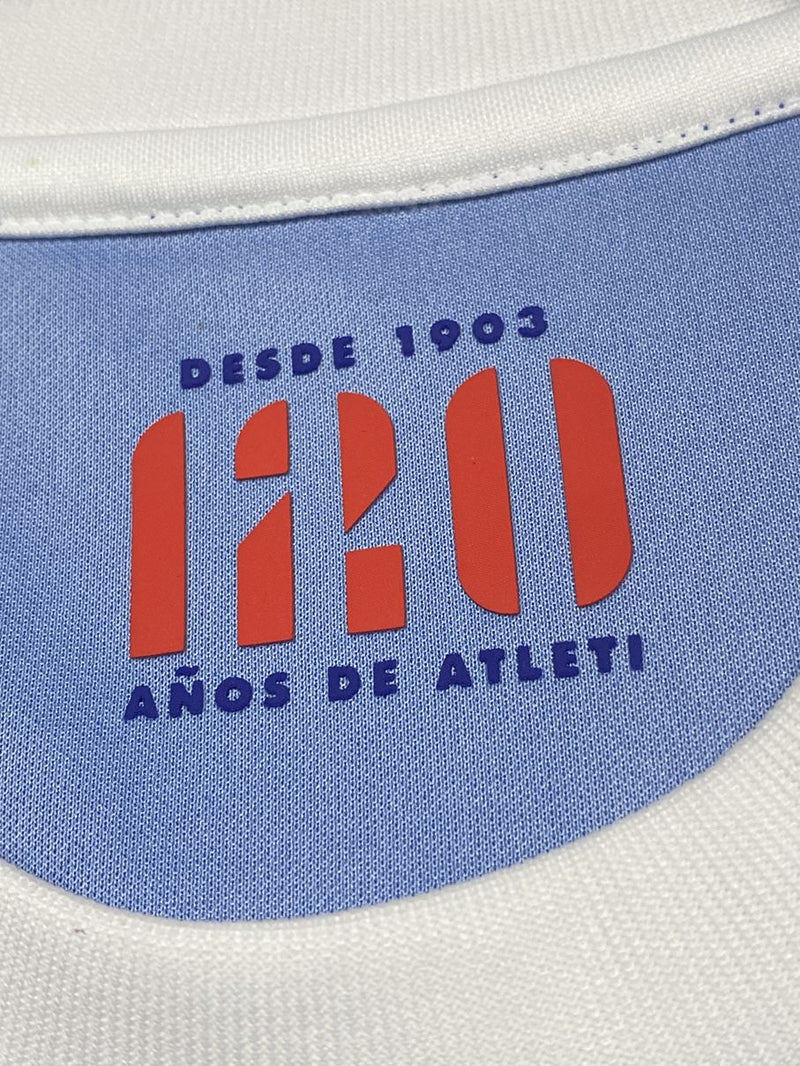 DESDE 1903
120
AÑOS DE ATLETI